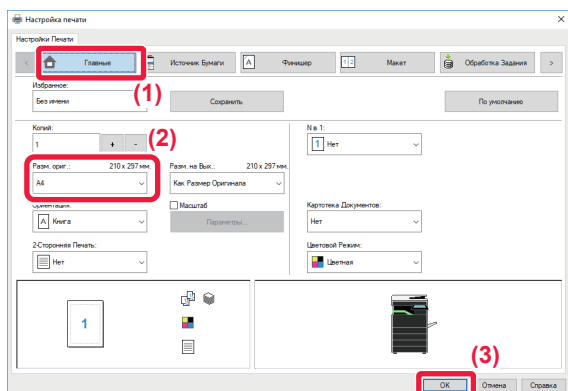 Настройка печати
Настройки Печати
Главные
Источник Бумаги
A
Финишер
1 2
Макет
Обработка Задания
(1)
Избранное:
Без имени
Сохранить
По умолчанию
(2)
Копий:
1
+
-
N в 1:
1
Нет
Разм. ориг.:
210 x 297 мм.
Разм. на Вых.:
210 x 297 мм.
A4
Как Размер Оригинала
Ориентация:
Масштаб
Картотека Документов:
A
Книга
Параметры...
Нет
2-Сторонняя Печать:
Цветовой Режим:
Нет
Цветная
1
(3)
OK
Отмена
Справка